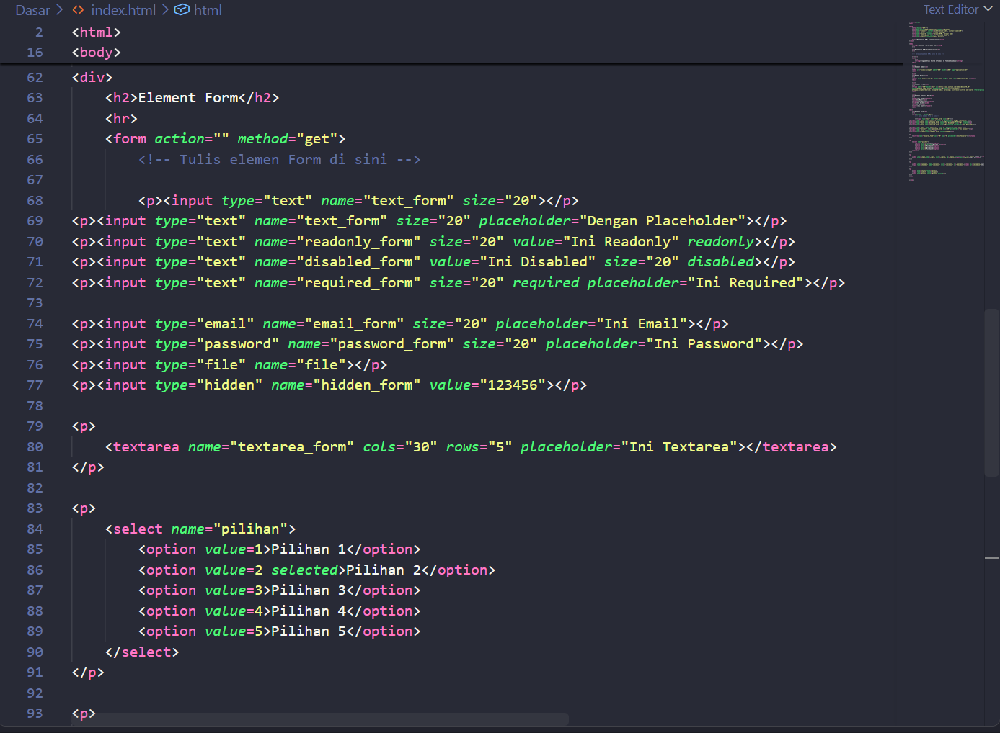 Dasar > index.html > html
Text Editor
2 <html>
16 <body>
62 <div>
63     <h2>Element Form</h2>
64     <hr>
65     <form action="" method="get">
66         <!-- Tulis elemen Form di sini -->
67
68         <p><input type="text" name="text_form" size="20"></p>
69 <p><input type="text" name="text_form" size="20" placeholder="Dengan Placeholder"></p>
70 <p><input type="text" name="readonly_form" size="20" value="Ini Readonly" readonly></p>
71 <p><input type="text" name="disabled_form" value="Ini Disabled" size="20" disabled></p>
72 <p><input type="text" name="required_form" size="20" required placeholder="Ini Required"></p>
73
74 <p><input type="email" name="email_form" size="20" placeholder="Ini Email"></p>
75 <p><input type="password" name="password_form" size="20" placeholder="Ini Password"></p>
76 <p><input type="file" name="file"></p>
77 <p><input type="hidden" name="hidden_form" value="123456"></p>
78
79 <p>
80     <textarea name="textarea_form" cols="30" rows="5" placeholder="Ini Textarea"></textarea>
81 </p>
82
83 <p>
84     <select name="pilihan">
85         <option value=1>Pilihan 1</option>
86         <option value=2 selected>Pilihan 2</option>
87         <option value=3>Pilihan 3</option>
88         <option value=4>Pilihan 4</option>
89         <option value=5>Pilihan 5</option>
90     </select>
91 </p>
92
93 <p>